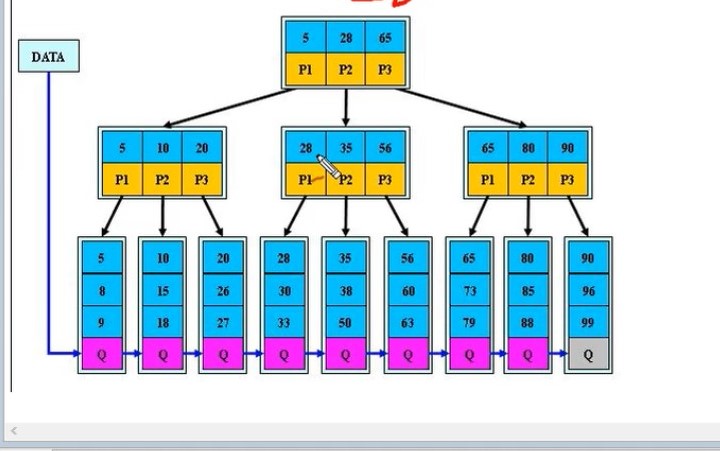 5 28 65
DATA
P1 P2 P3
5 10 20
28 35 56
65 80 90
P1 P2 P3
P1 P2 P3
P1 P2 P3
5 10 20 28 35 56 65 80 90
8 15 26 30 38 60 73 85 96
9 18 27 33 50 63 79 88 99
Q Q Q Q Q Q Q Q Q